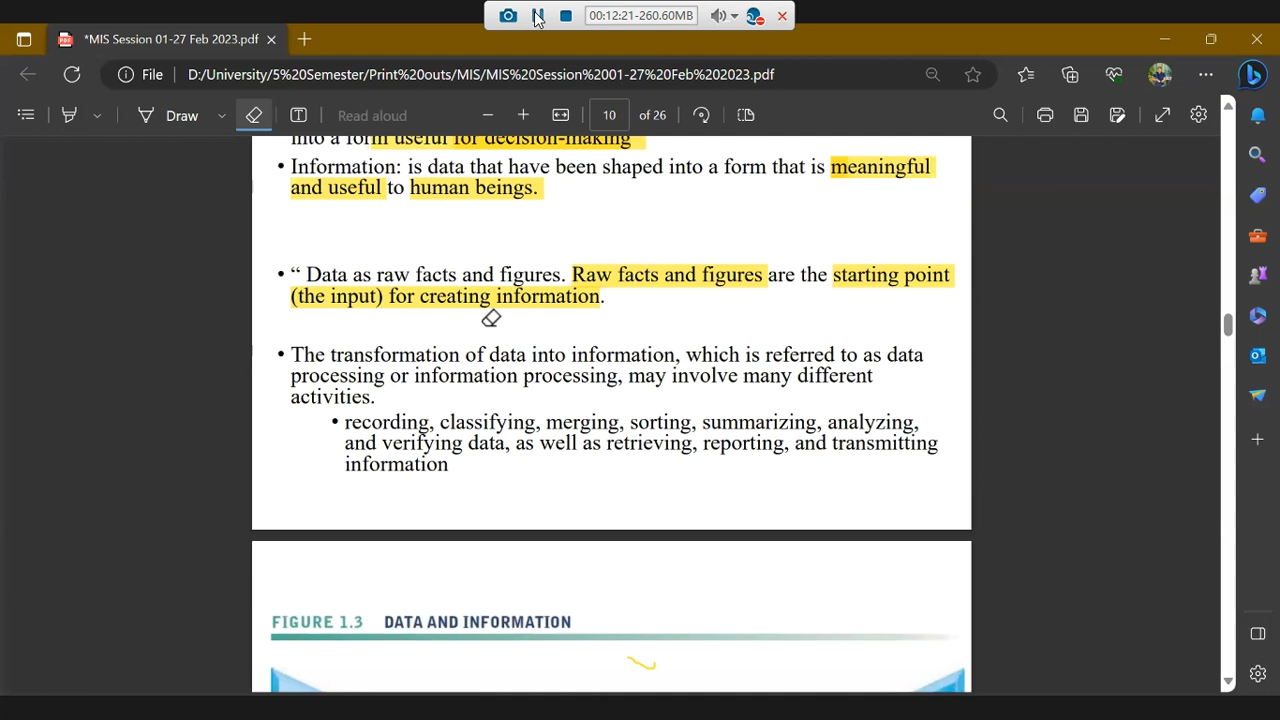 00:12:21-260.60MB
*MIS Session 01-27 Feb 2023.pdf
File D:/University/5%20Semester/Print%20outs/MIS/MIS%20Session%2001-27%20Feb%202023.pdf
Draw Read aloud 10 of 26
into a form useful for decision-making
• Information: is data that have been shaped into a form that is meaningful
and useful to human beings.
• “ Data as raw facts and figures. Raw facts and figures are the starting point
(the input) for creating information.
• The transformation of data into information, which is referred to as data
processing or information processing, may involve many different
activities.
• recording, classifying, merging, sorting, summarizing, analyzing,
and verifying data, as well as retrieving, reporting, and transmitting
information
FIGURE 1.3 DATA AND INFORMATION